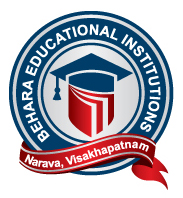 BEHARA EDUCATIONAL INSTITUTIONS
Narava, Visakhapatnam